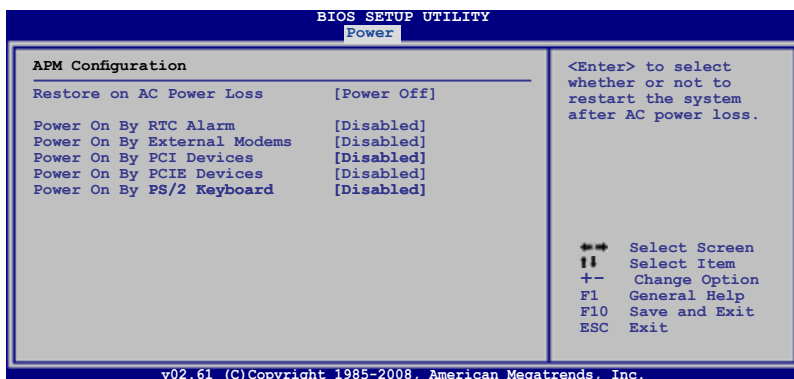 BIOS SETUP UTILITY
Power
APM Configuration
Restore on AC Power Loss [Power Off]
Power On By RTC Alarm [Disabled]
Power On By External Modems [Disabled]
Power On By PCI Devices [Disabled]
Power On By PCIE Devices [Disabled]
Power On By PS/2 Keyboard [Disabled]
<Enter> to select
whether or not to
restart the system
after AC power loss.
Select Screen
Select Item
+- Change Option
F1 General Help
F10 Save and Exit
ESC Exit
v02.61 (C)Copyright 1985-2008, American Megatrends, Inc.